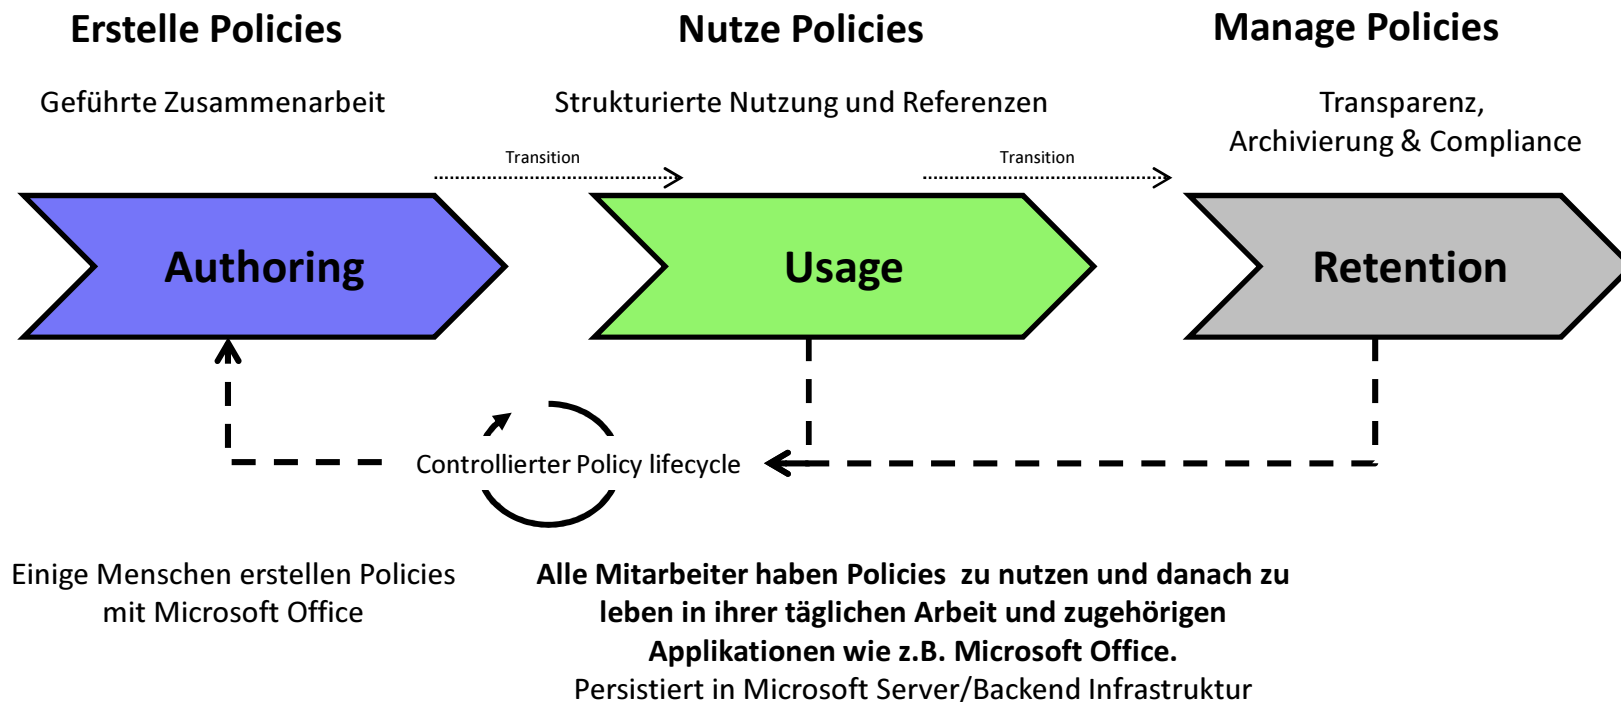 Erstelle Policies
Nutze Policies
Manage Policies
Geführte Zusammenarbeit
Strukturierte Nutzung und Referenzen
Transparenz,
Archivierung & Compliance
Transition
Transition
Authoring
Usage
Retention
Controllierter Policy lifecycle
Einige Menschen erstellen Policies
mit Microsoft Office
Alle Mitarbeiter haben Policies  zu nutzen und danach zu
leben in ihrer täglichen Arbeit und zugehörigen
Applikationen wie z.B. Microsoft Office.
Persistiert in Microsoft Server/Backend Infrastruktur